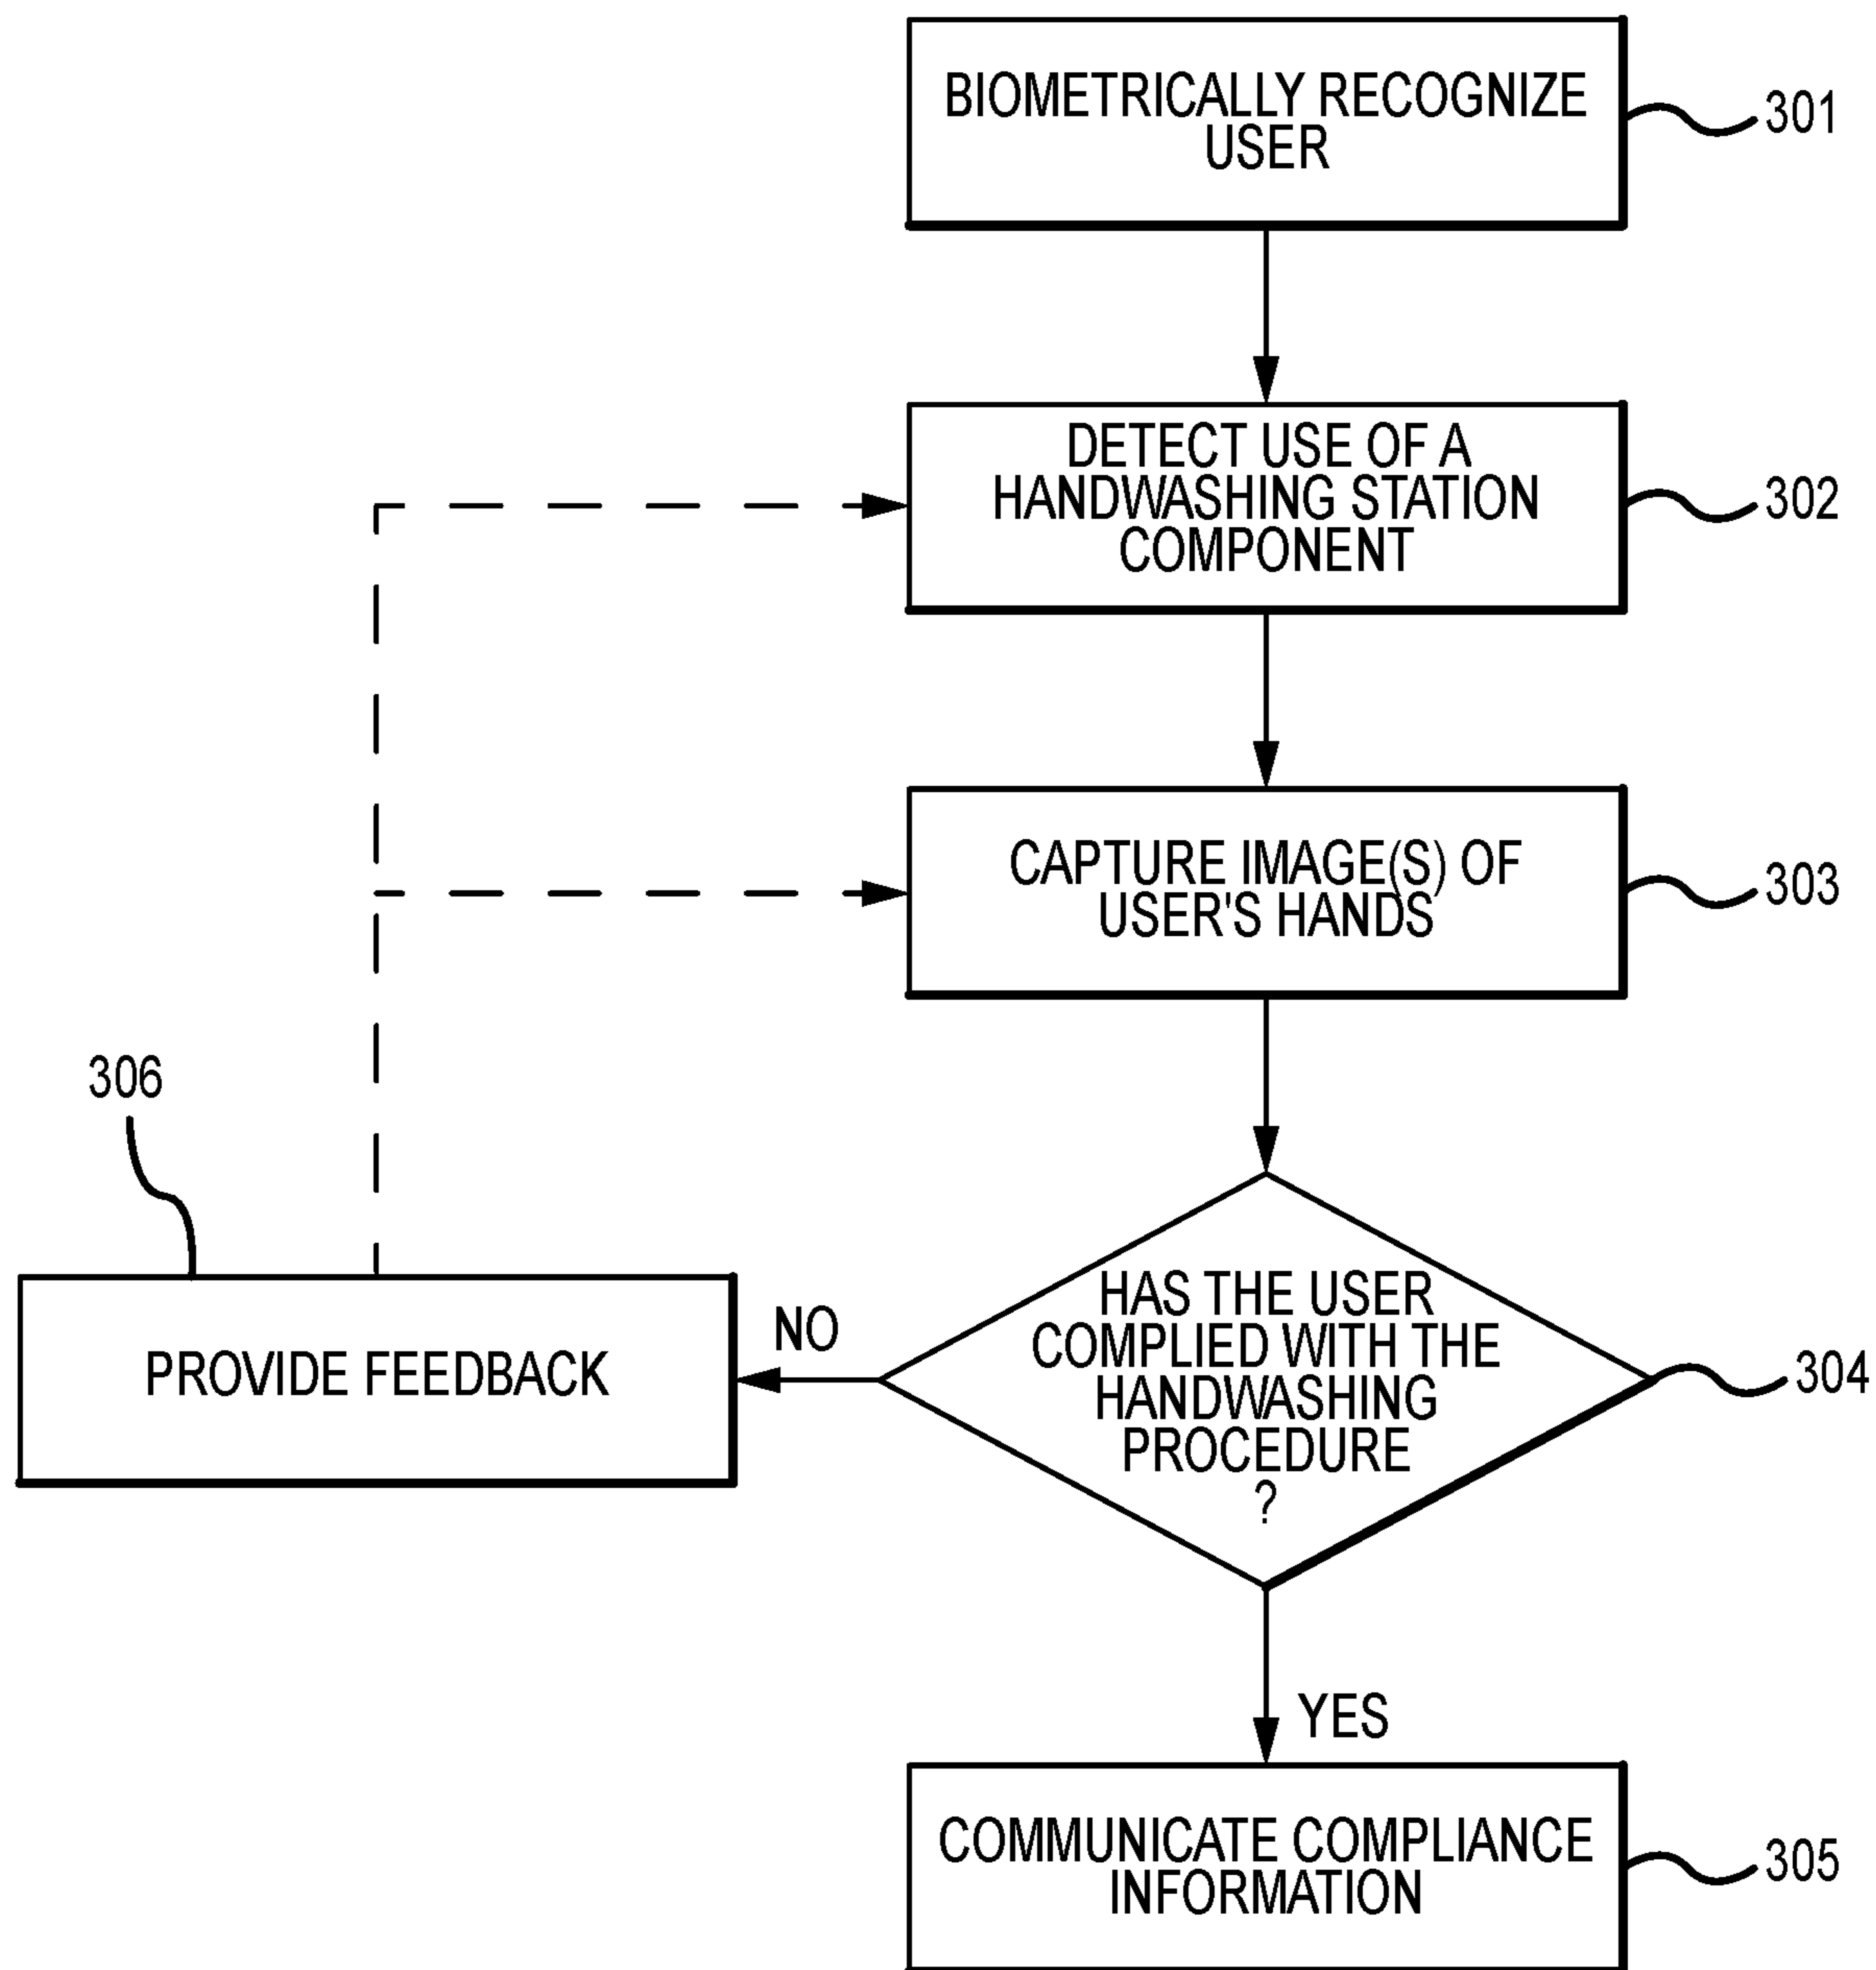 BIOMETRICALLY RECOGNIZE
USER
301
DETECT USE OF A
HANDWASHING STATION
COMPONENT
302
CAPTURE IMAGE(S) OF
USER'S HANDS
303
306
HAS THE USER
COMPLIED WITH THE
HANDWASHING
PROCEDURE
?
304
NO
PROVIDE FEEDBACK
YES
COMMUNICATE COMPLIANCE
INFORMATION
305